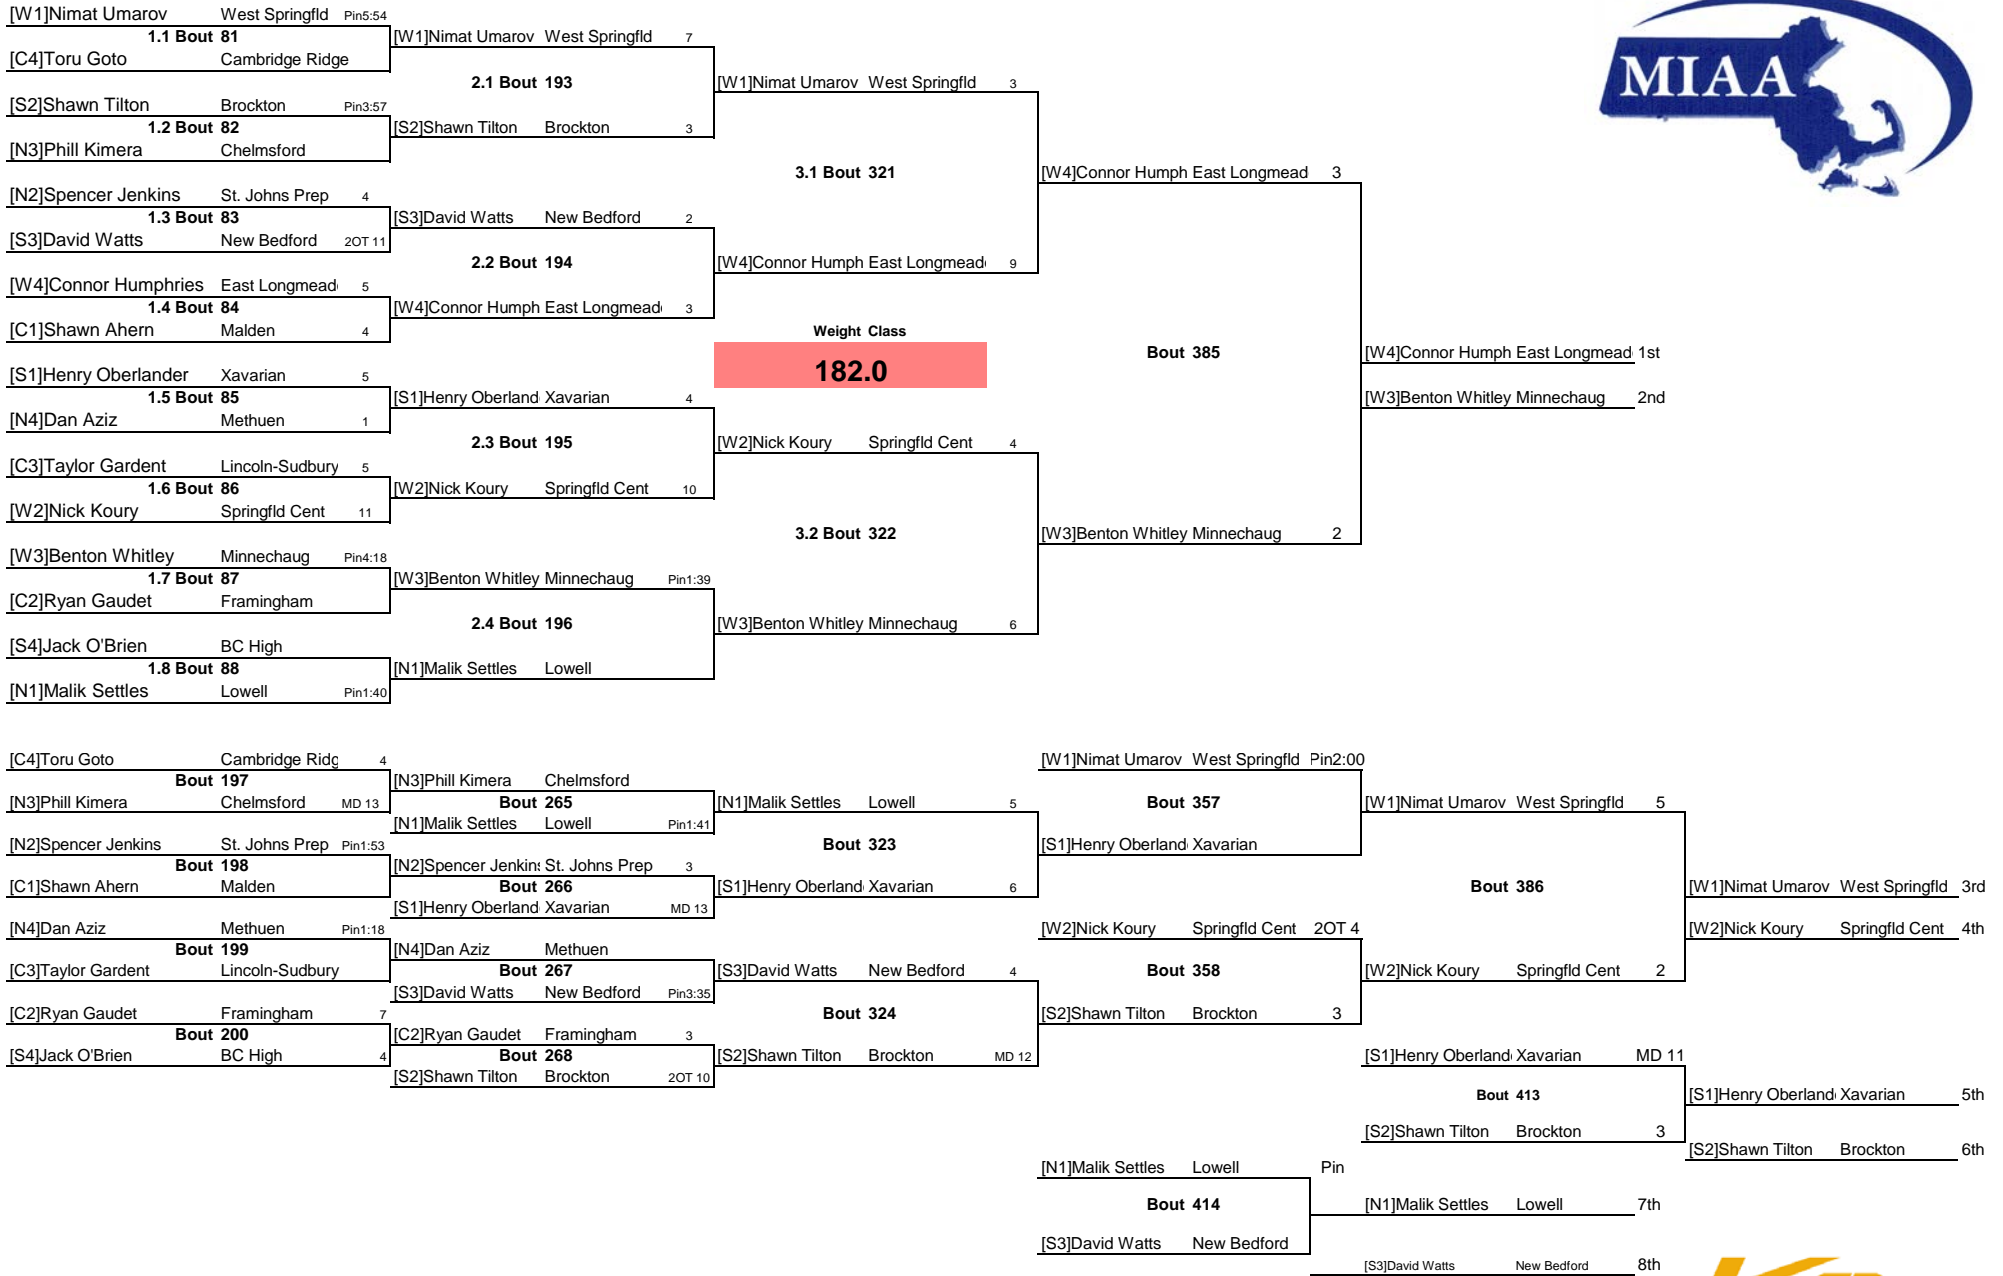 [W1]Nimat Umarov West Springfld Pin5:54
1.1 Bout 81
[C4]Toru Goto Cambridge Ridge
[S2]Shawn Tilton Brockton Pin3:57
1.2 Bout 82
[N3]Phill Kimera Chelmsford
[N2]Spencer Jenkins St. Johns Prep 4
1.3 Bout 83
[S3]David Watts New Bedford 2OT 11
[W4]Connor Humphries East Longmead 5
1.4 Bout 84
[C1]Shawn Ahern Malden 4
[S1]Henry Oberlander Xavarian 5
1.5 Bout 85
[N4]Dan Aziz Methuen 1
[C3]Taylor Gardent Lincoln-Sudbury 5
1.6 Bout 86
[W2]Nick Koury Springfld Cent 11
[W3]Benton Whitley Minnechaug Pin4:18
1.7 Bout 87
[C2]Ryan Gaudet Framingham
[S4]Jack O'Brien BC High
1.8 Bout 88
[N1]Malik Settles Lowell Pin1:40
[W1]Nimat Umarov West Springfld 7
2.1 Bout 193
[S2]Shawn Tilton Brockton 3
[S3]David Watts New Bedford 2
2.2 Bout 194
[W4]Connor Humph East Longmead 3
[S1]Henry Oberland Xavarian 4
2.3 Bout 195
[W2]Nick Koury Springfld Cent 10
[W3]Benton Whitley Minnechaug Pin1:39
2.4 Bout 196
[N1]Malik Settles Lowell
[W1]Nimat Umarov West Springfld 3
3.1 Bout 321
[W4]Connor Humph East Longmead 9
Weight Class
182.0
[W2]Nick Koury Springfld Cent 4
3.2 Bout 322
[W3]Benton Whitley Minnechaug 6
[W4]Connor Humph East Longmead 3
Bout 385
[W3]Benton Whitley Minnechaug 2
[W4]Connor Humph East Longmead 1st
[W3]Benton Whitley Minnechaug 2nd
MIAA
[C4]Toru Goto Cambridge Ridg 4
Bout 197
[N3]Phill Kimera Chelmsford MD 13
[N2]Spencer Jenkins St. Johns Prep Pin1:53
Bout 198
[C1]Shawn Ahern Malden
[N4]Dan Aziz Methuen Pin1:18
Bout 199
[C3]Taylor Gardent Lincoln-Sudbury
[C2]Ryan Gaudet Framingham 7
Bout 200
[S4]Jack O'Brien BC High 4
[N3]Phill Kimera Chelmsford
Bout 265
[N1]Malik Settles Lowell Pin1:41
[N2]Spencer Jenkin St. Johns Prep 3
Bout 266
[S1]Henry Oberland Xavarian MD 13
[N4]Dan Aziz Methuen
Bout 267
[S3]David Watts New Bedford Pin3:35
[C2]Ryan Gaudet Framingham 3
Bout 268
[S2]Shawn Tilton Brockton 2OT 10
[N1]Malik Settles Lowell 5
Bout 323
[S1]Henry Oberland Xavarian 6
[S3]David Watts New Bedford 4
Bout 324
[S2]Shawn Tilton Brockton MD 12
[W1]Nimat Umarov West Springfld Pin2:00
Bout 357
[S1]Henry Oberland Xavarian
[W2]Nick Koury Springfld Cent 2OT 4
Bout 358
[S2]Shawn Tilton Brockton 3
[W1]Nimat Umarov West Springfld 5
Bout 386
[W2]Nick Koury Springfld Cent 2
[W1]Nimat Umarov West Springfld 3rd
[W2]Nick Koury Springfld Cent 4th
[S1]Henry Oberland Xavarian MD 11
Bout 413
[S2]Shawn Tilton Brockton 3
[S1]Henry Oberland Xavarian 5th
[S2]Shawn Tilton Brockton 6th
[N1]Malik Settles Lowell Pin
Bout 414
[S3]David Watts New Bedford
[N1]Malik Settles Lowell 7th
[S3]David Watts New Bedford 8th